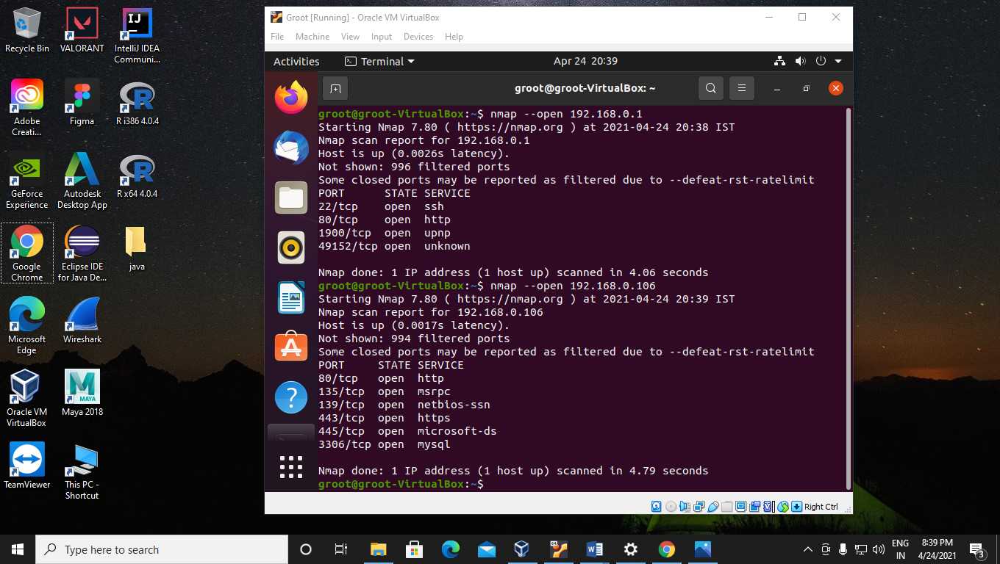 Recycle Bin
VALORANT
IntelliJ IDEA
Communi...
Adobe
Creati...
Figma
R i386 4.0.4
GeForce
Experience
Autodesk
Desktop App
R x64 4.0.4
Google
Chrome
Eclipse IDE
for Java De...
java
Microsoft
Edge
Wireshark
Oracle VM
VirtualBox
MAYA
Maya 2018
TeamViewer
This PC -
Shortcut
Groot [Running] - Oracle VM VirtualBox
File Machine View Input Devices Help
Activities Terminal Apr 24 20:39
groot@groot-VirtualBox: ~
groot@groot-VirtualBox:~$ nmap --open 192.168.0.1
Starting Nmap 7.80 ( https://nmap.org ) at 2021-04-24 20:38 IST
Nmap scan report for 192.168.0.1
Host is up (0.0026s latency).
Not shown: 996 filtered ports
Some closed ports may be reported as filtered due to --defeat-rst-ratelimit
PORT      STATE SERVICE
22/tcp    open  ssh
80/tcp    open  http
1900/tcp  open  upnp
49152/tcp open  unknown
Nmap done: 1 IP address (1 host up) scanned in 4.06 seconds
groot@groot-VirtualBox:~$ nmap --open 192.168.0.106
Starting Nmap 7.80 ( https://nmap.org ) at 2021-04-24 20:39 IST
Nmap scan report for 192.168.0.106
Host is up (0.0017s latency).
Not shown: 994 filtered ports
Some closed ports may be reported as filtered due to --defeat-rst-ratelimit
PORT     STATE SERVICE
80/tcp   open  http
135/tcp  open  msrpc
139/tcp  open  netbios-ssn
443/tcp  open  https
445/tcp  open  microsoft-ds
3306/tcp open  mysql
Nmap done: 1 IP address (1 host up) scanned in 4.79 seconds
groot@groot-VirtualBox:~$
Right Ctrl
Type here to search
ENG
IN
8:39 PM
4/24/2021
3